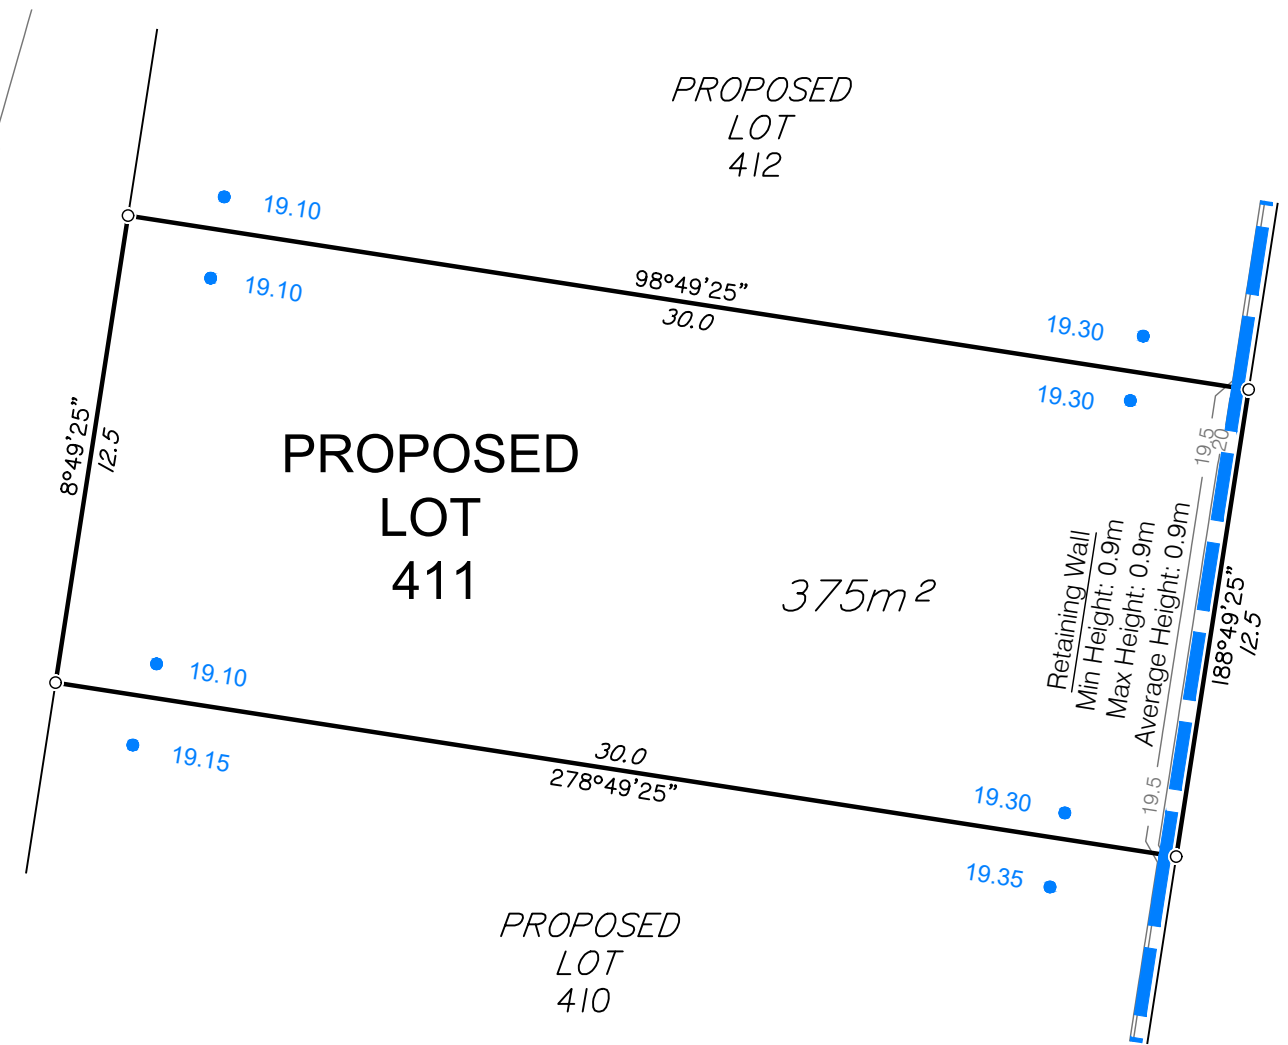 PROPOSED
LOT
412
19.10
19.10
98°49'25"
30.0
19.30
19.30
8°49'25"
12.5
PROPOSED
LOT
411
375m²
19.5
20
Retaining Wall
Min Height: 0.9m
Max Height: 0.9m
Average Height: 0.9m
188°49'25"
12.5
19.5
19.10
19.15
30.0
278°49'25"
19.30
19.35
PROPOSED
LOT
410